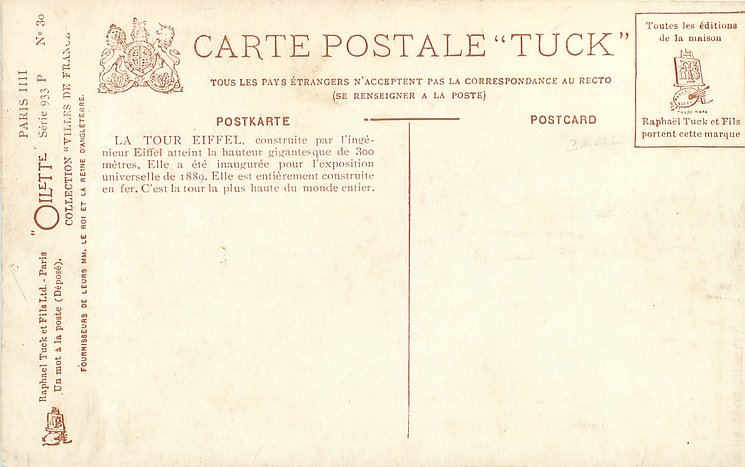 CARTE POSTALE "TUCK"
TOUS LES PAYS ÉTRANGERS N'ACCEPTENT PAS LA CORRESPONDANCE AU RECTO
(SE RENSEIGNER A LA POSTE)
Toutes les éditions
de la maison
Raphaël Tuck et Fils
portent cette marque
POSTKARTE
POSTCARD
LA TOUR EIFFEL, construite par l'ingé-
nieur Eiffel atteint la hauteur gigantesque de 300
mètres. Elle a été inaugurée pour l'exposition
universelle de 1889. Elle est entièrement construite
en fer. C'est la tour la plus haute du monde entier.
PARIS IIII
"OILETTE" Série 933 P Nº 30
COLLECTION "VILLES DE FRANCE"
FOURNISSEURS DE LEURS MM. LE ROI ET LA REINE D'ANGLETERRE.
Raphael Tuck et Fils Ltd.-Paris
Un mot à la poste (Déposé).